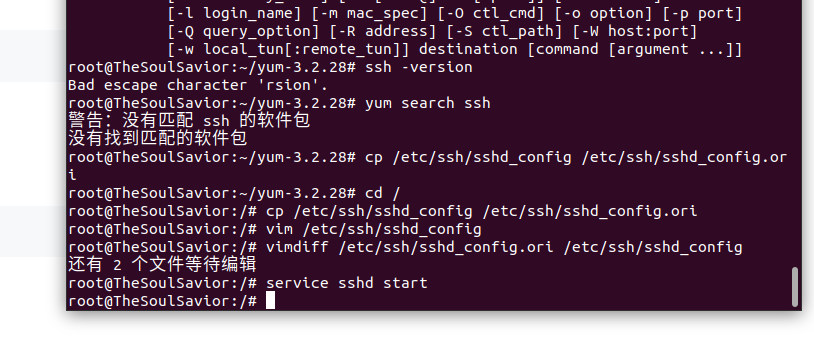 [-l login_name] [-m mac_spec] [-O ctl_cmd] [-o option] [-p port]
[-Q query_option] [-R address] [-S ctl_path] [-W host:port]
[-w local_tun[:remote_tun]] destination [command [argument ...]]
root@TheSoulSavior:~/yum-3.2.28# ssh -version
Bad escape character 'rsion'.
root@TheSoulSavior:~/yum-3.2.28# yum search ssh
警告：没有匹配 ssh 的软件包
没有找到匹配的软件包
root@TheSoulSavior:~/yum-3.2.28# cp /etc/ssh/sshd_config /etc/ssh/sshd_config.or
i
root@TheSoulSavior:~/yum-3.2.28# cd /
root@TheSoulSavior:/# cp /etc/ssh/sshd_config /etc/ssh/sshd_config.ori
root@TheSoulSavior:/# vim /etc/ssh/sshd_config
root@TheSoulSavior:/# vimdiff /etc/ssh/sshd_config.ori /etc/ssh/sshd_config
还有 2 个文件等待编辑
root@TheSoulSavior:/# service sshd start
root@TheSoulSavior:/#